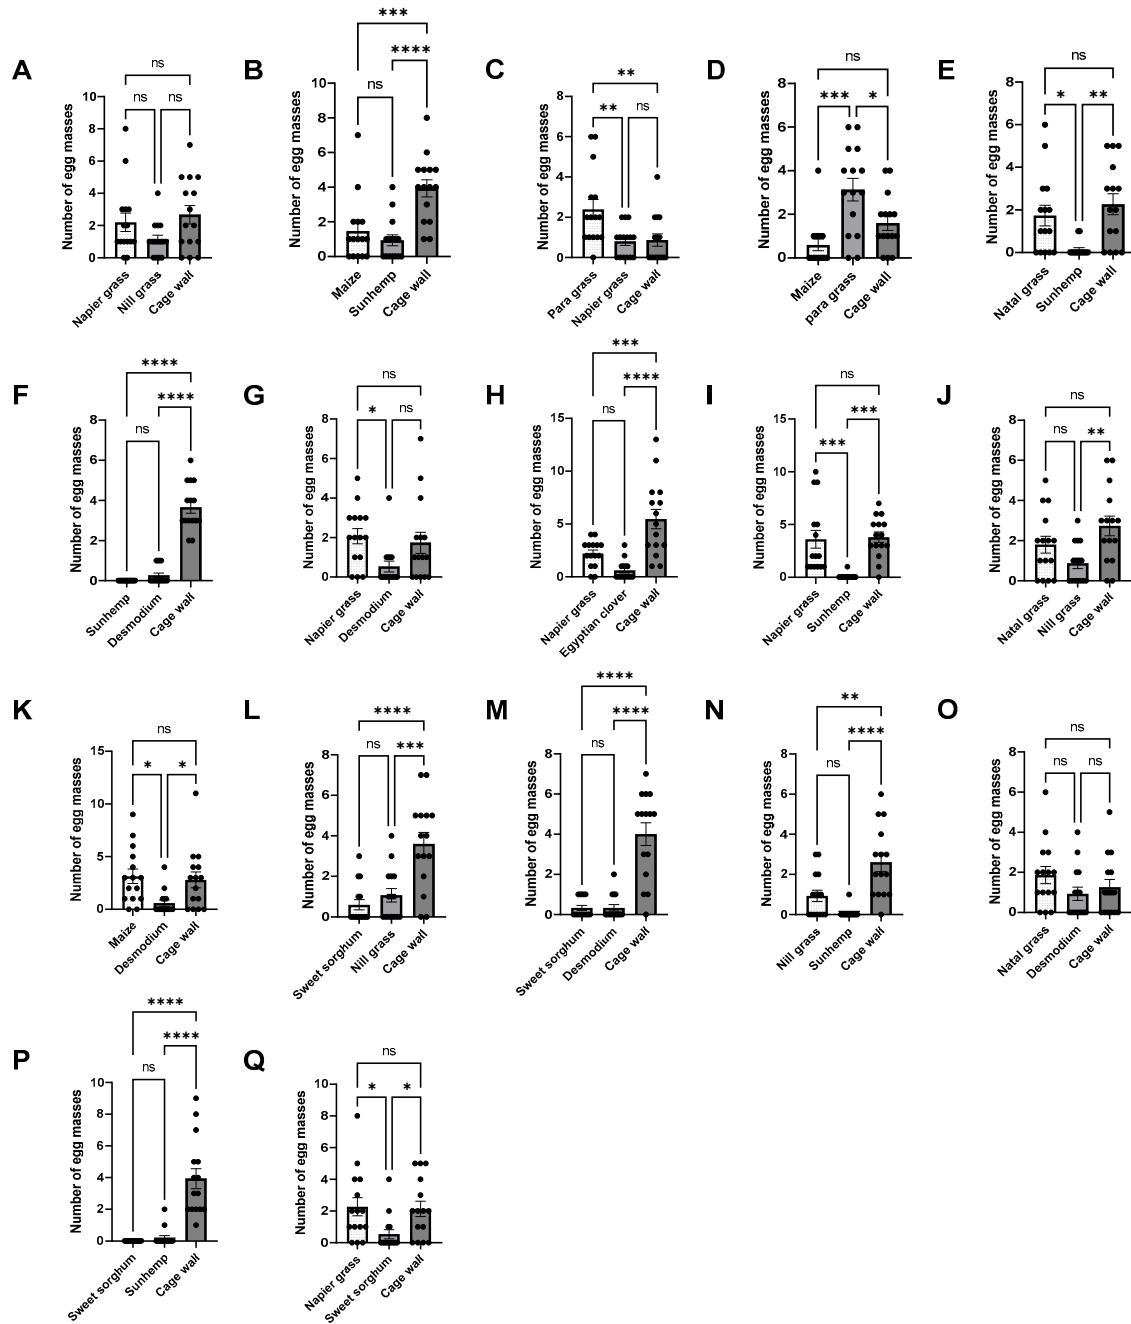 A
Number of egg masses
10
8
6
4
2
0
ns
ns
ns
Napier grass
Nill grass
Cage wall
B
Number of egg masses
10
8
6
4
2
0
***
****
ns
Maize
Sunhemp
Cage wall
C
Number of egg masses
8
6
4
2
0
**
**
ns
Para grass
Napier grass
Cage wall
D
Number of egg masses
8
6
4
2
0
ns
***
*
Maize
para grass
Cage wall
E
Number of egg masses
8
6
4
2
0
ns
*
**
Natal grass
Sunhemp
Cage wall
F
Number of egg masses
8
6
4
2
0
****
****
ns
Sunhemp
Desmodium
Cage wall
G
Number of egg masses
8
6
4
2
0
ns
*
ns
Napier grass
Desmodium
Cage wall
H
Number of egg masses
15
10
5
0
***
****
ns
Napier grass
Egyptian clover
Cage wall
I
Number of egg masses
15
10
5
0
ns
***
***
Napier grass
Sunhemp
Cage wall
J
Number of egg masses
8
6
4
2
0
ns
ns
**
Natal grass
Nill grass
Cage wall
K
Number of egg masses
15
10
5
0
ns
*
*
Maize
Desmodium
Cage wall
L
Number of egg masses
8
6
4
2
0
****
ns
***
Sweet sorghum
Nill grass
Cage wall
M
Number of egg masses
8
6
4
2
0
****
****
ns
Sweet sorghum
Desmodium
Cage wall
N
Number of egg masses
8
6
4
2
0
**
****
ns
Nill grass
Sunhemp
Cage wall
O
Number of egg masses
8
6
4
2
0
ns
ns
ns
Natal grass
Desmodium
Cage wall
P
Number of egg masses
10
8
6
4
2
0
****
****
ns
Sweet sorghum
Sunhemp
Cage wall
Q
Number of egg masses
10
8
6
4
2
0
ns
*
*
Napier grass
Sweet sorghum
Cage wall